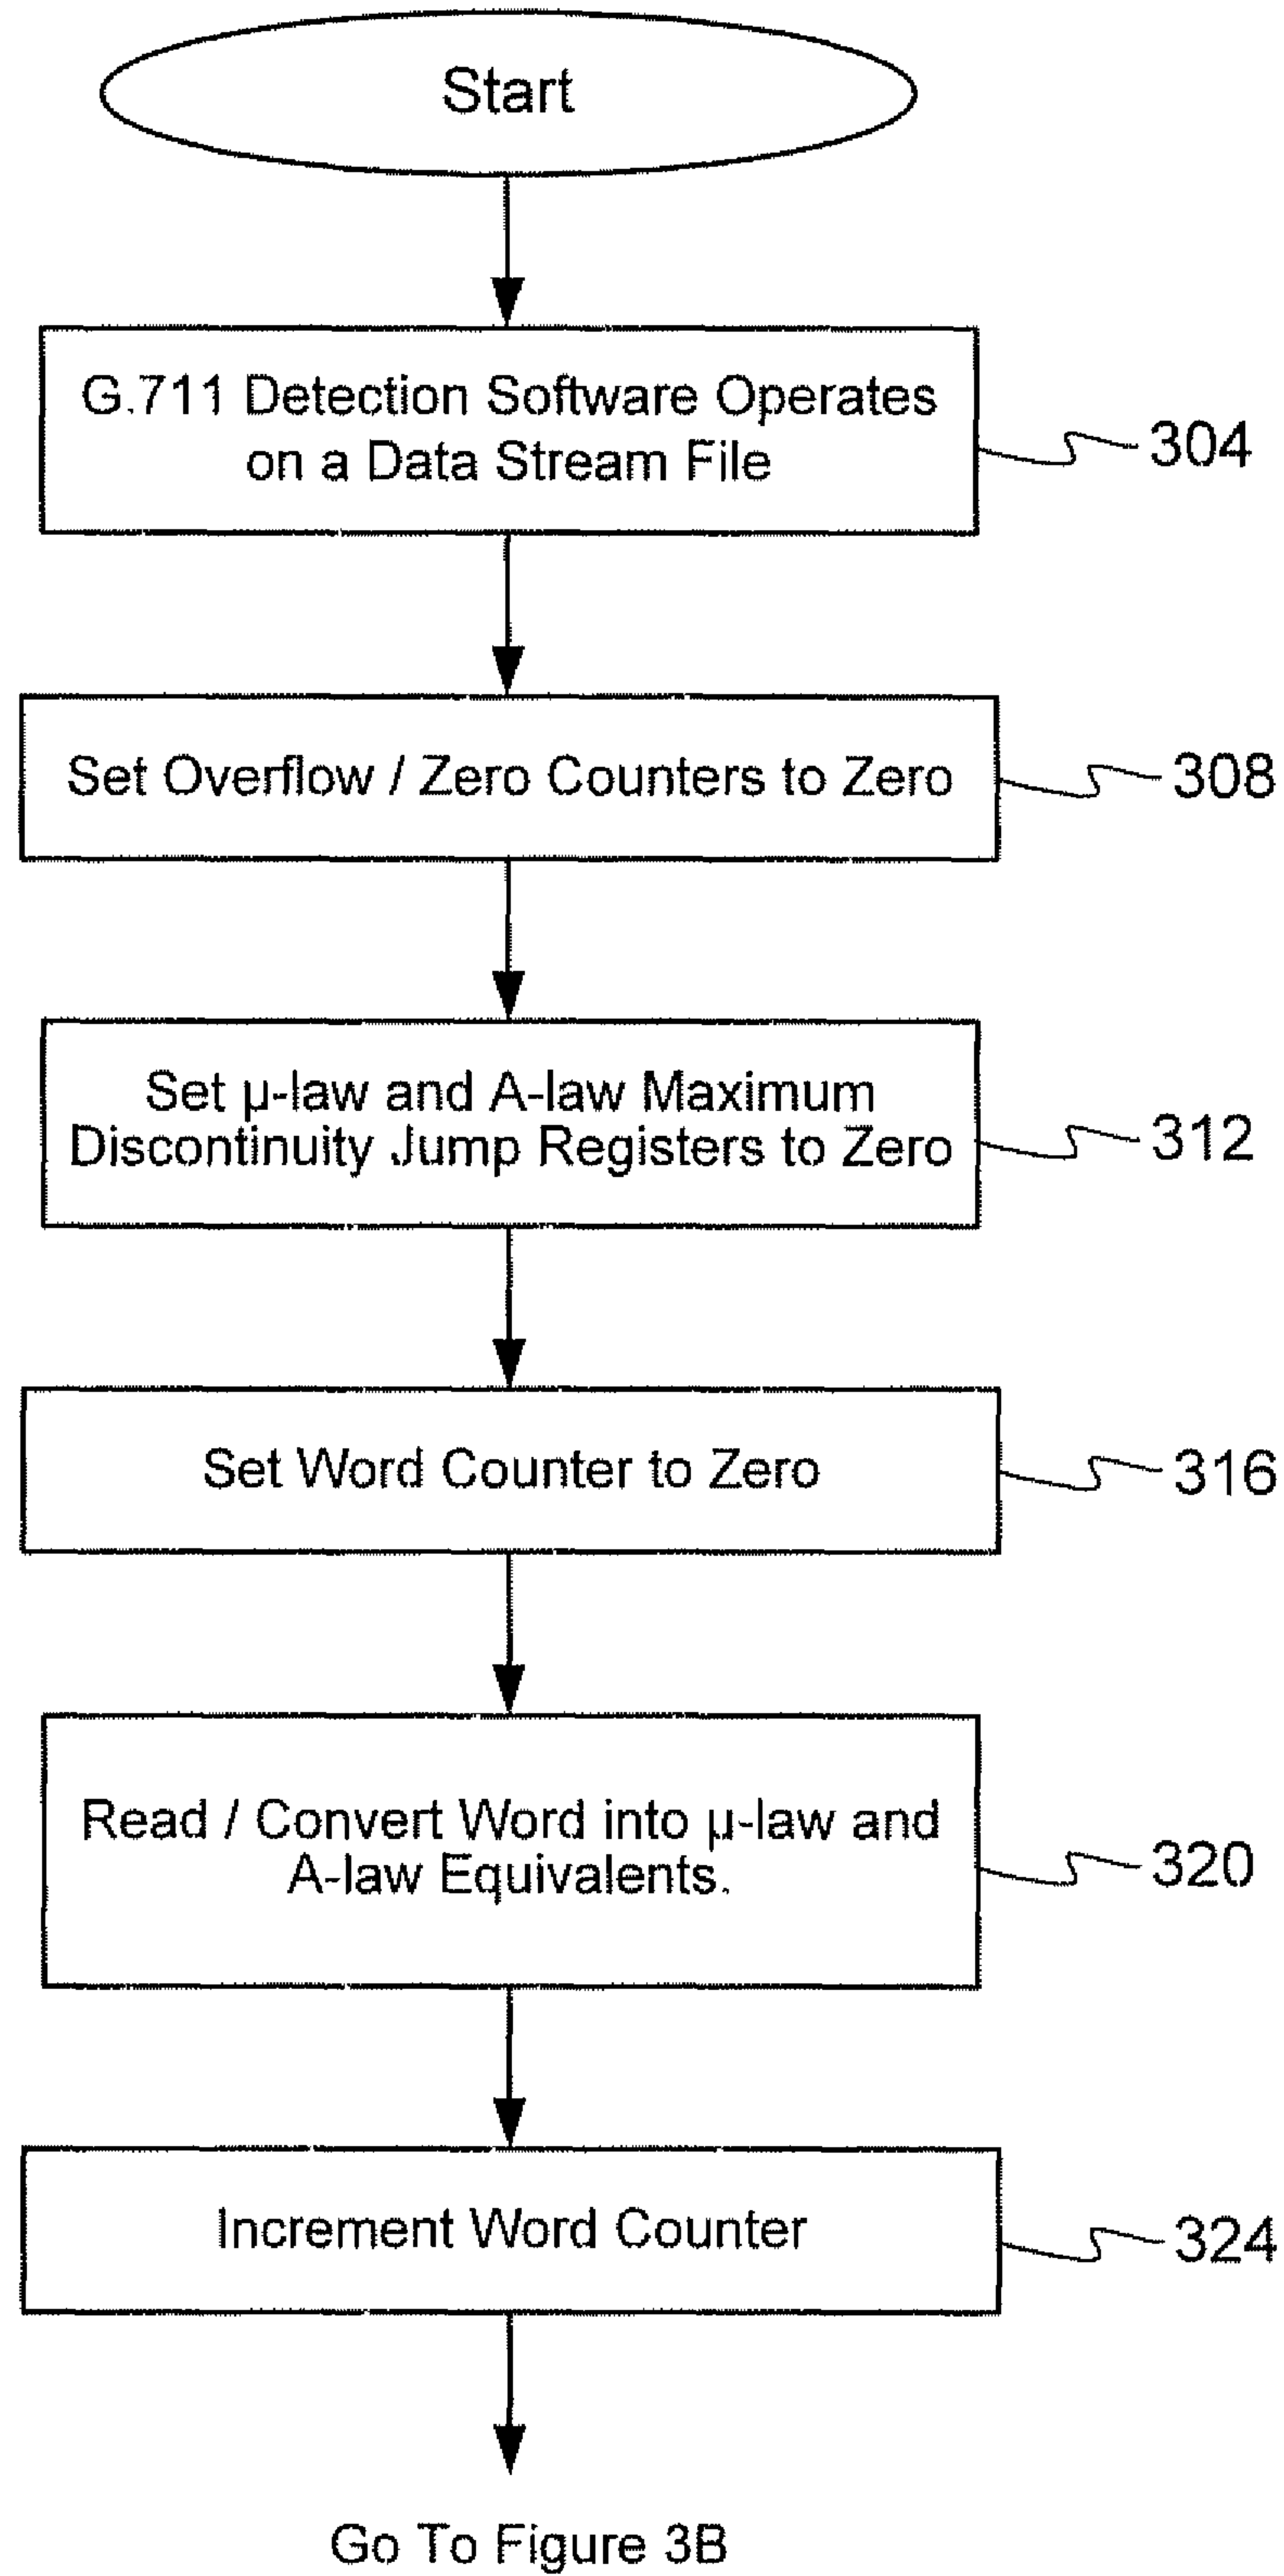 Start
G.711 Detection Software Operates
on a Data Stream File
304
Set Overflow / Zero Counters to Zero
308
Set µ-law and A-law Maximum
Discontinuity Jump Registers to Zero
312
Set Word Counter to Zero
316
Read / Convert Word into µ-law and
A-law Equivalents.
320
Increment Word Counter
324
Go To Figure 3B